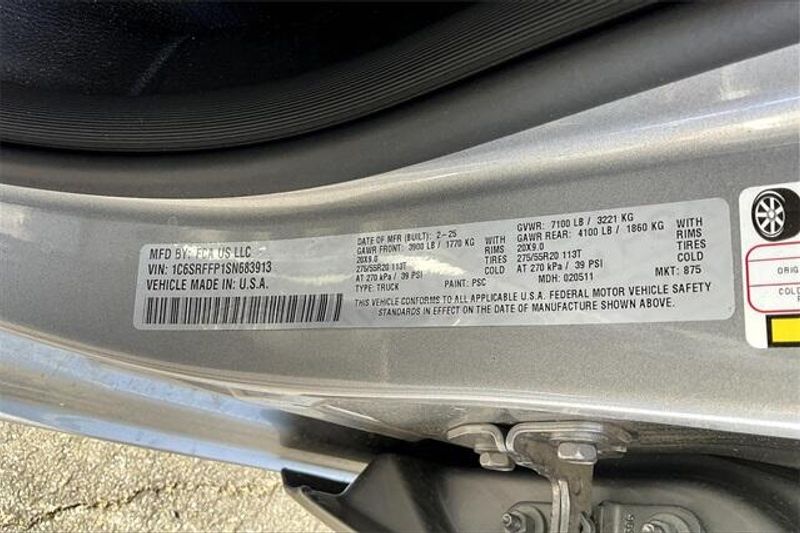 MFD BY: FCA US LLC
VIN: 1C6SRFFP1SN683913
VEHICLE MADE IN: U.S.A.
DATE OF MFR (BUILT): 2-25
GAWR FRONT: 3900 LB / 1770 KG WITH
20X9.0 RIMS
275/55R20 113T TIRES
AT 270 kPa / 39 PSI COLD
TYPE: TRUCK PAINT: PSC
GVWR: 7100 LB / 3221 KG
GAWR REAR: 4100 LB / 1860 KG WITH
20X9.0 RIMS
275/55R20 113T TIRES
AT 270 kPa / 39 PSI COLD
MDH: 020511 MKT: 875
THIS VEHICLE CONFORMS TO ALL APPLICABLE U.S.A. FEDERAL MOTOR VEHICLE SAFETY
STANDARDS IN EFFECT ON THE DATE OF MANUFACTURE SHOWN ABOVE.
COLD